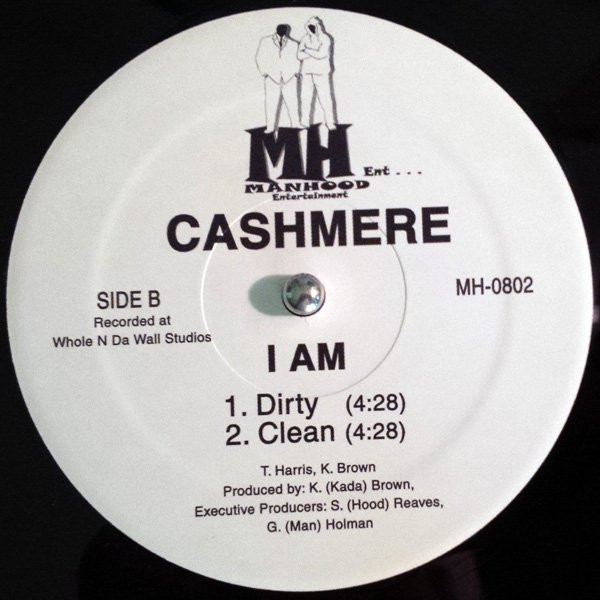 MH Ent...
MANHOOD
Entertainment
CASHMERE
SIDE B
Recorded at
Whole N Da Wall Studios
MH-0802
I AM
1. Dirty (4:28)
2. Clean (4:28)
T. Harris, K. Brown
Produced by: K. (Kada) Brown,
Executive Producers: S. (Hood) Reaves,
G. (Man) Holman